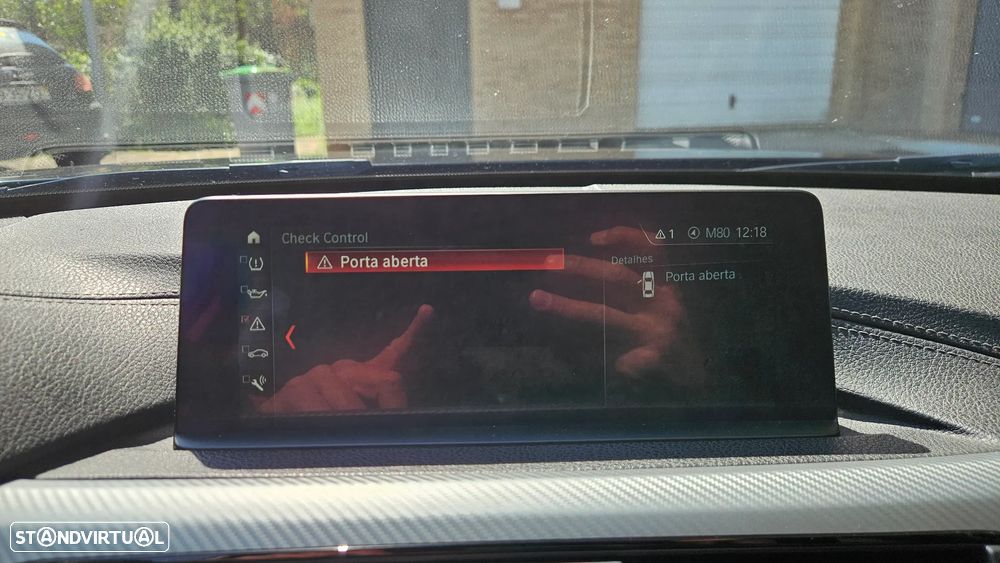 Check Control
1 M80 12:18
Porta aberta
Detalhes
Porta aberta
STANDVIRTUAL